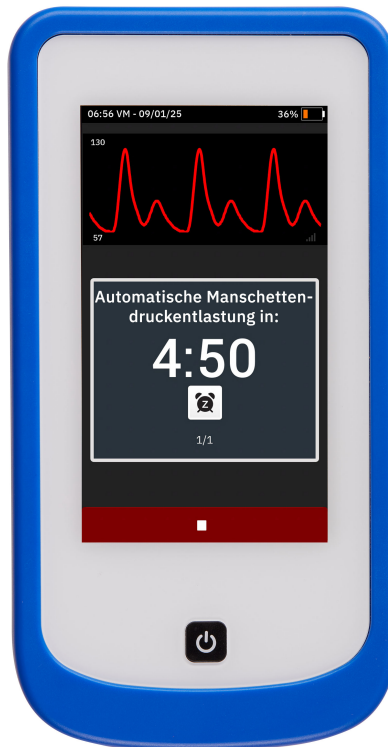 06:56 VM - 09/01/25 36%
130
57
Automatische Manschetten-
druckentlastung in:
4:50
Z
1/1